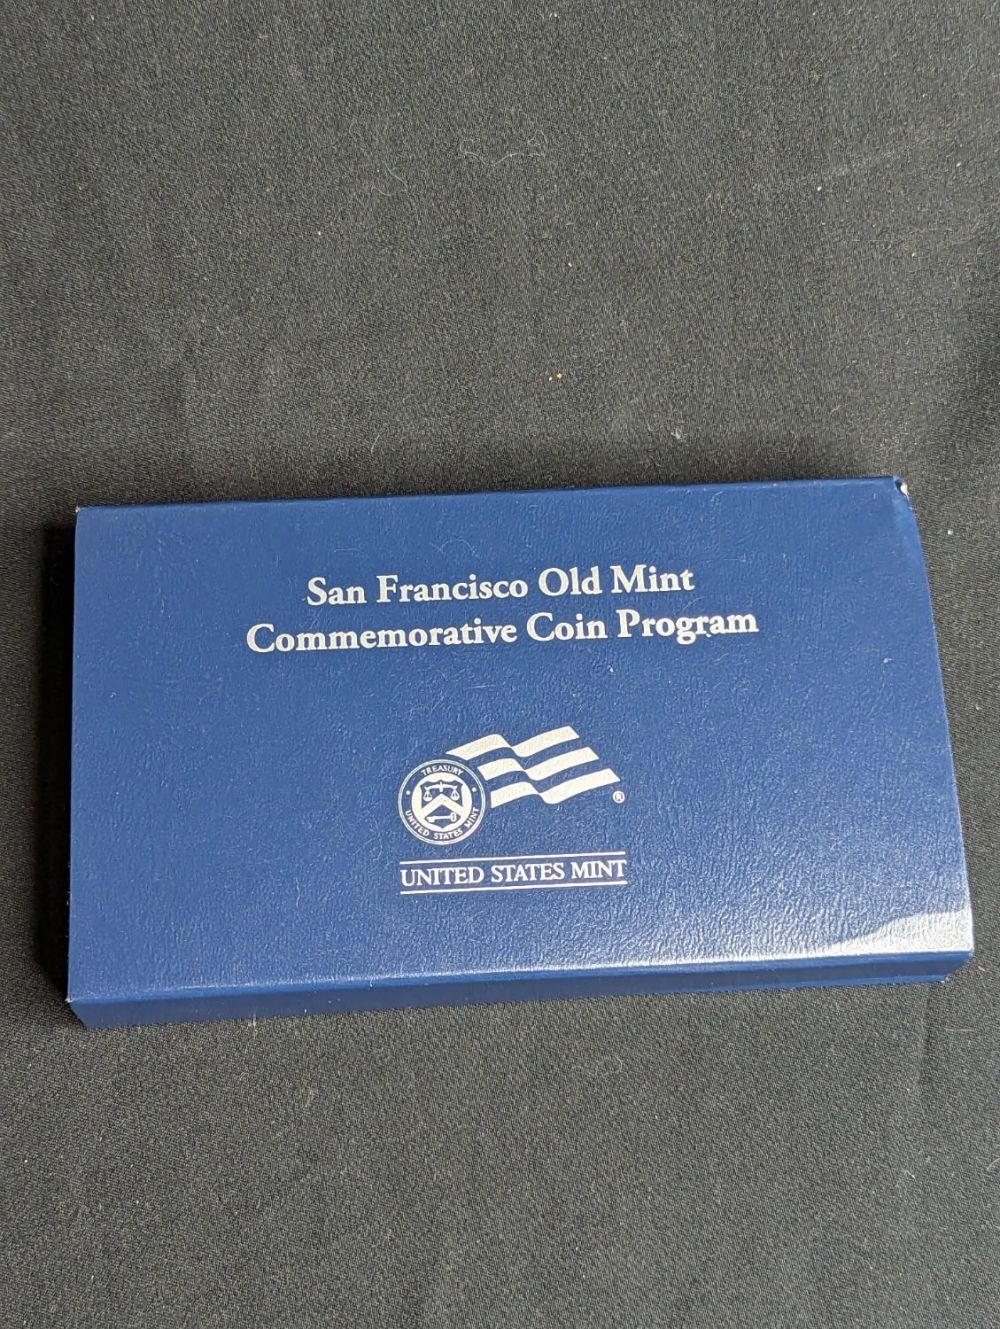 San Francisco Old Mint
Commemorative Coin Program
TREASURY
UNITED STATES MINT
®
UNITED STATES MINT